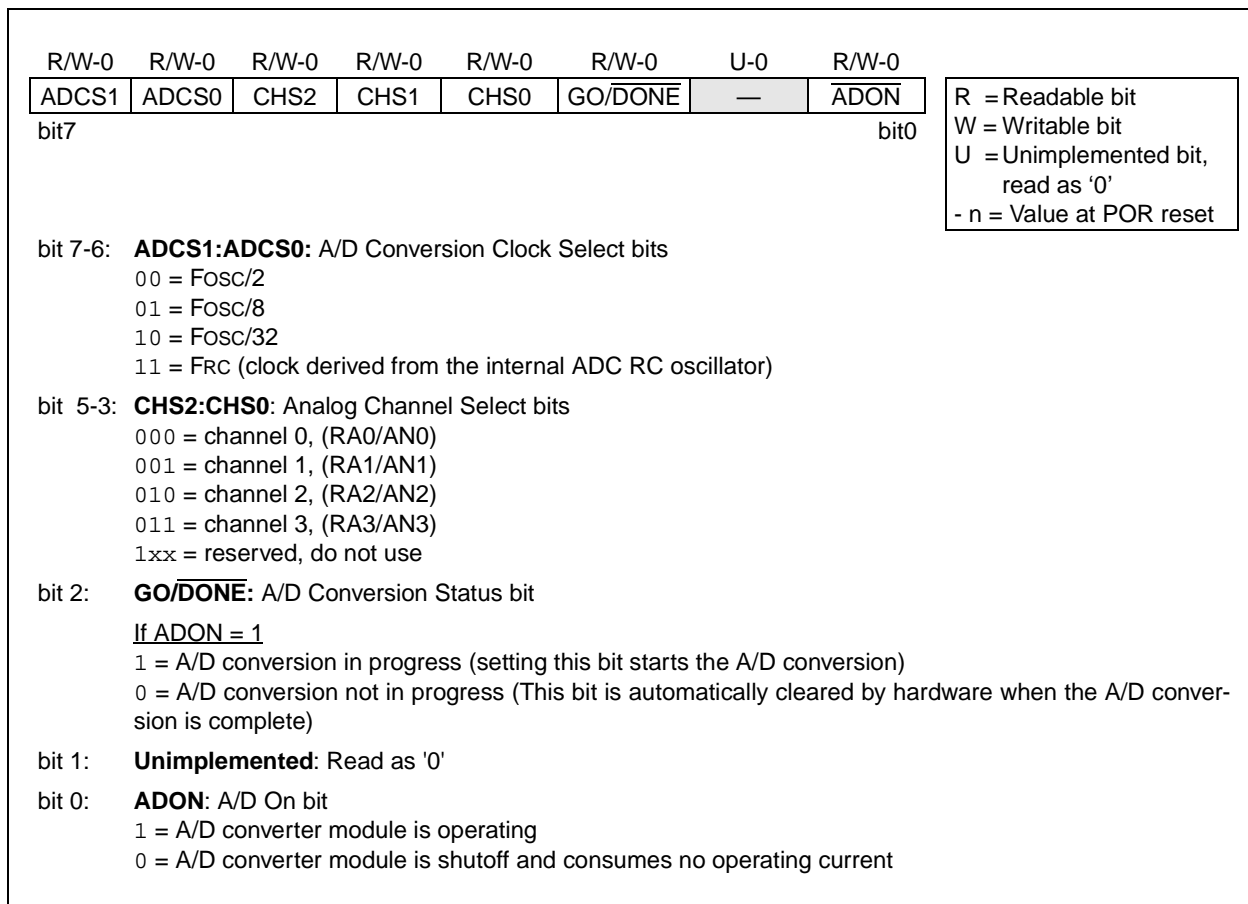 R/W-0 R/W-0 R/W-0 R/W-0 R/W-0 R/W-0 U-0 R/W-0
ADCS1 ADCS0 CHS2 CHS1 CHS0 GO/D̅O̅N̅E̅ — A̅D̅O̅N̅
bit7 bit0
R = Readable bit
W = Writable bit
U = Unimplemented bit,
read as ‘0’
- n = Value at POR reset
bit 7-6: ADCS1:ADCS0: A/D Conversion Clock Select bits
00 = FOSC/2
01 = FOSC/8
10 = FOSC/32
11 = FRC (clock derived from the internal ADC RC oscillator)
bit 5-3: CHS2:CHS0: Analog Channel Select bits
000 = channel 0, (RA0/AN0)
001 = channel 1, (RA1/AN1)
010 = channel 2, (RA2/AN2)
011 = channel 3, (RA3/AN3)
1xx = reserved, do not use
bit 2: GO/D̅O̅N̅E̅: A/D Conversion Status bit
If ADON = 1
1 = A/D conversion in progress (setting this bit starts the A/D conversion)
0 = A/D conversion not in progress (This bit is automatically cleared by hardware when the A/D conver-
sion is complete)
bit 1: Unimplemented: Read as '0'
bit 0: ADON: A/D On bit
1 = A/D converter module is operating
0 = A/D converter module is shutoff and consumes no operating current